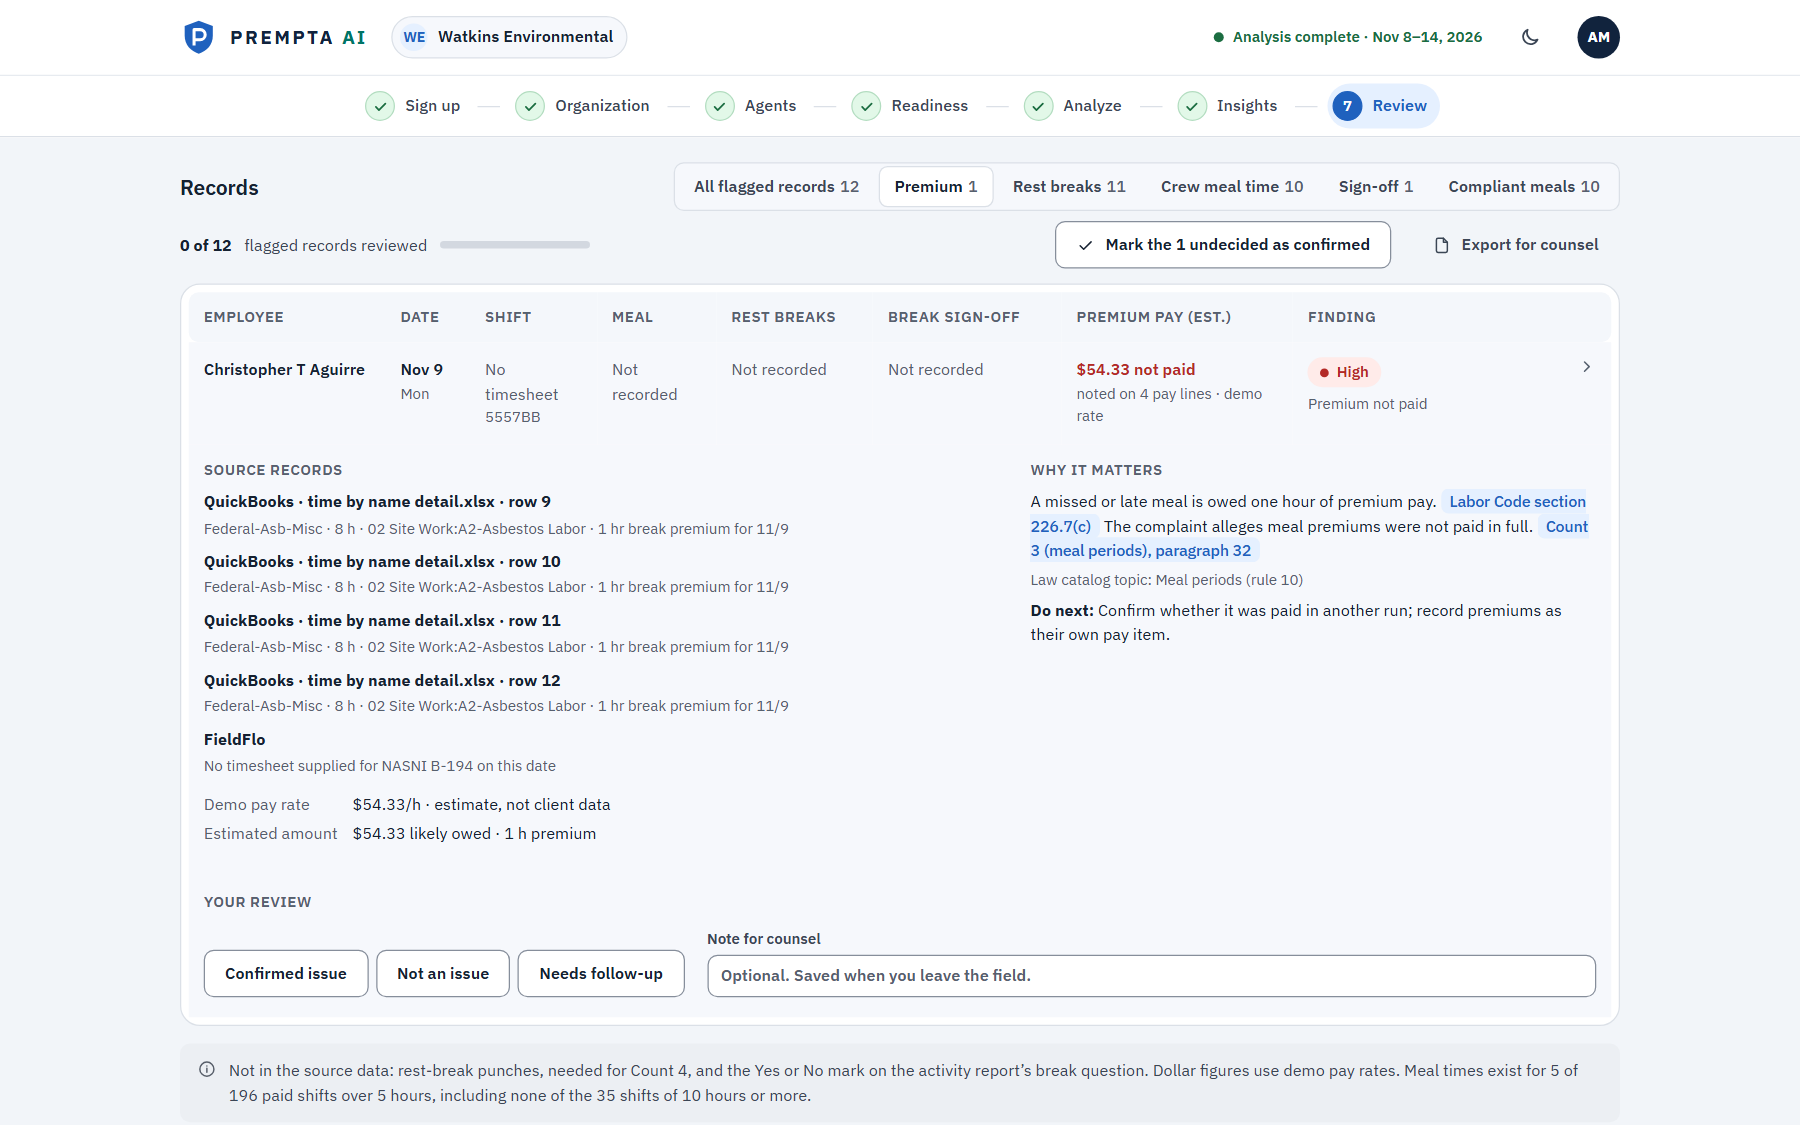 PREMPTA AI
WE Watkins Environmental
Analysis complete · Nov 8–14, 2026
AM
Sign up
Organization
Agents
Readiness
Analyze
Insights
7 Review
Records
All flagged records 12
Premium 1
Rest breaks 11
Crew meal time 10
Sign-off 1
Compliant meals 10
0 of 12 flagged records reviewed
Mark the 1 undecided as confirmed
Export for counsel
EMPLOYEE DATE SHIFT MEAL REST BREAKS BREAK SIGN-OFF PREMIUM PAY (EST.) FINDING
Christopher T Aguirre
Nov 9
Mon
No
timesheet
5557BB
Not
recorded
Not recorded
Not recorded
$54.33 not paid
noted on 4 pay lines · demo
rate
High
Premium not paid
SOURCE RECORDS
QuickBooks · time by name detail.xlsx · row 9
Federal-Asb-Misc · 8 h · 02 Site Work:A2-Asbestos Labor · 1 hr break premium for 11/9
QuickBooks · time by name detail.xlsx · row 10
Federal-Asb-Misc · 8 h · 02 Site Work:A2-Asbestos Labor · 1 hr break premium for 11/9
QuickBooks · time by name detail.xlsx · row 11
Federal-Asb-Misc · 8 h · 02 Site Work:A2-Asbestos Labor · 1 hr break premium for 11/9
QuickBooks · time by name detail.xlsx · row 12
Federal-Asb-Misc · 8 h · 02 Site Work:A2-Asbestos Labor · 1 hr break premium for 11/9
FieldFlo
No timesheet supplied for NASNI B-194 on this date
Demo pay rate $54.33/h · estimate, not client data
Estimated amount $54.33 likely owed · 1 h premium
WHY IT MATTERS
A missed or late meal is owed one hour of premium pay. Labor Code section
226.7(c) The complaint alleges meal premiums were not paid in full. Count
3 (meal periods), paragraph 32
Law catalog topic: Meal periods (rule 10)
Do next: Confirm whether it was paid in another run; record premiums as
their own pay item.
YOUR REVIEW
Confirmed issue
Not an issue
Needs follow-up
Note for counsel
Optional. Saved when you leave the field.
Not in the source data: rest-break punches, needed for Count 4, and the Yes or No mark on the activity report’s break question. Dollar figures use demo pay rates. Meal times exist for 5 of
196 paid shifts over 5 hours, including none of the 35 shifts of 10 hours or more.